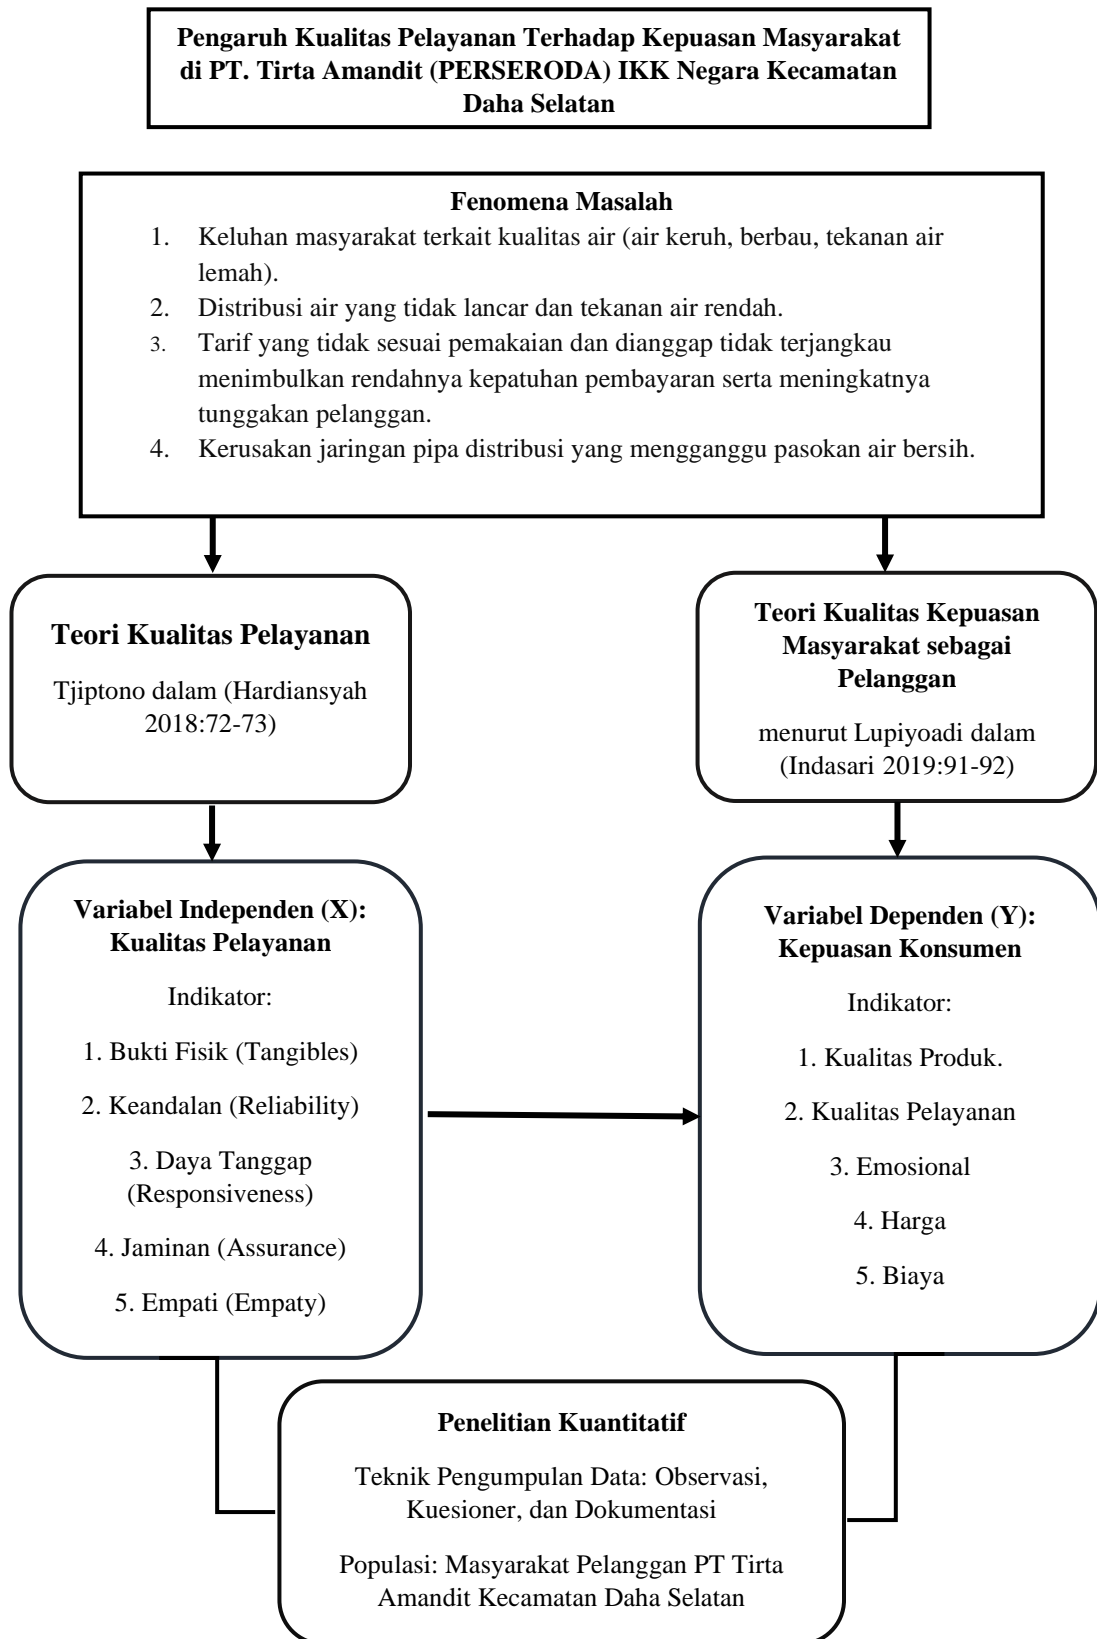 Pengaruh Kualitas Pelayanan Terhadap Kepuasan Masyarakat
di PT. Tirta Amandit (PERSERODA) IKK Negara Kecamatan
Daha Selatan
Fenomena Masalah
1. Keluhan masyarakat terkait kualitas air (air keruh, berbau, tekanan air
lemah).
2. Distribusi air yang tidak lancar dan tekanan air rendah.
3. Tarif yang tidak sesuai pemakaian dan dianggap tidak terjangkau
menimbulkan rendahnya kepatuhan pembayaran serta meningkatnya
tunggakan pelanggan.
4. Kerusakan jaringan pipa distribusi yang mengganggu pasokan air bersih.
Teori Kualitas Pelayanan
Tjiptono dalam (Hardiansyah
2018:72-73)
Teori Kualitas Kepuasan
Masyarakat sebagai
Pelanggan
menurut Lupiyoadi dalam
(Indasari 2019:91-92)
Variabel Independen (X):
Kualitas Pelayanan
Indikator:
1. Bukti Fisik (Tangibles)
2. Keandalan (Reliability)
3. Daya Tanggap
(Responsiveness)
4. Jaminan (Assurance)
5. Empati (Empaty)
Variabel Dependen (Y):
Kepuasan Konsumen
Indikator:
1. Kualitas Produk.
2. Kualitas Pelayanan
3. Emosional
4. Harga
5. Biaya
Penelitian Kuantitatif
Teknik Pengumpulan Data: Observasi,
Kuesioner, dan Dokumentasi
Populasi: Masyarakat Pelanggan PT Tirta
Amandit Kecamatan Daha Selatan